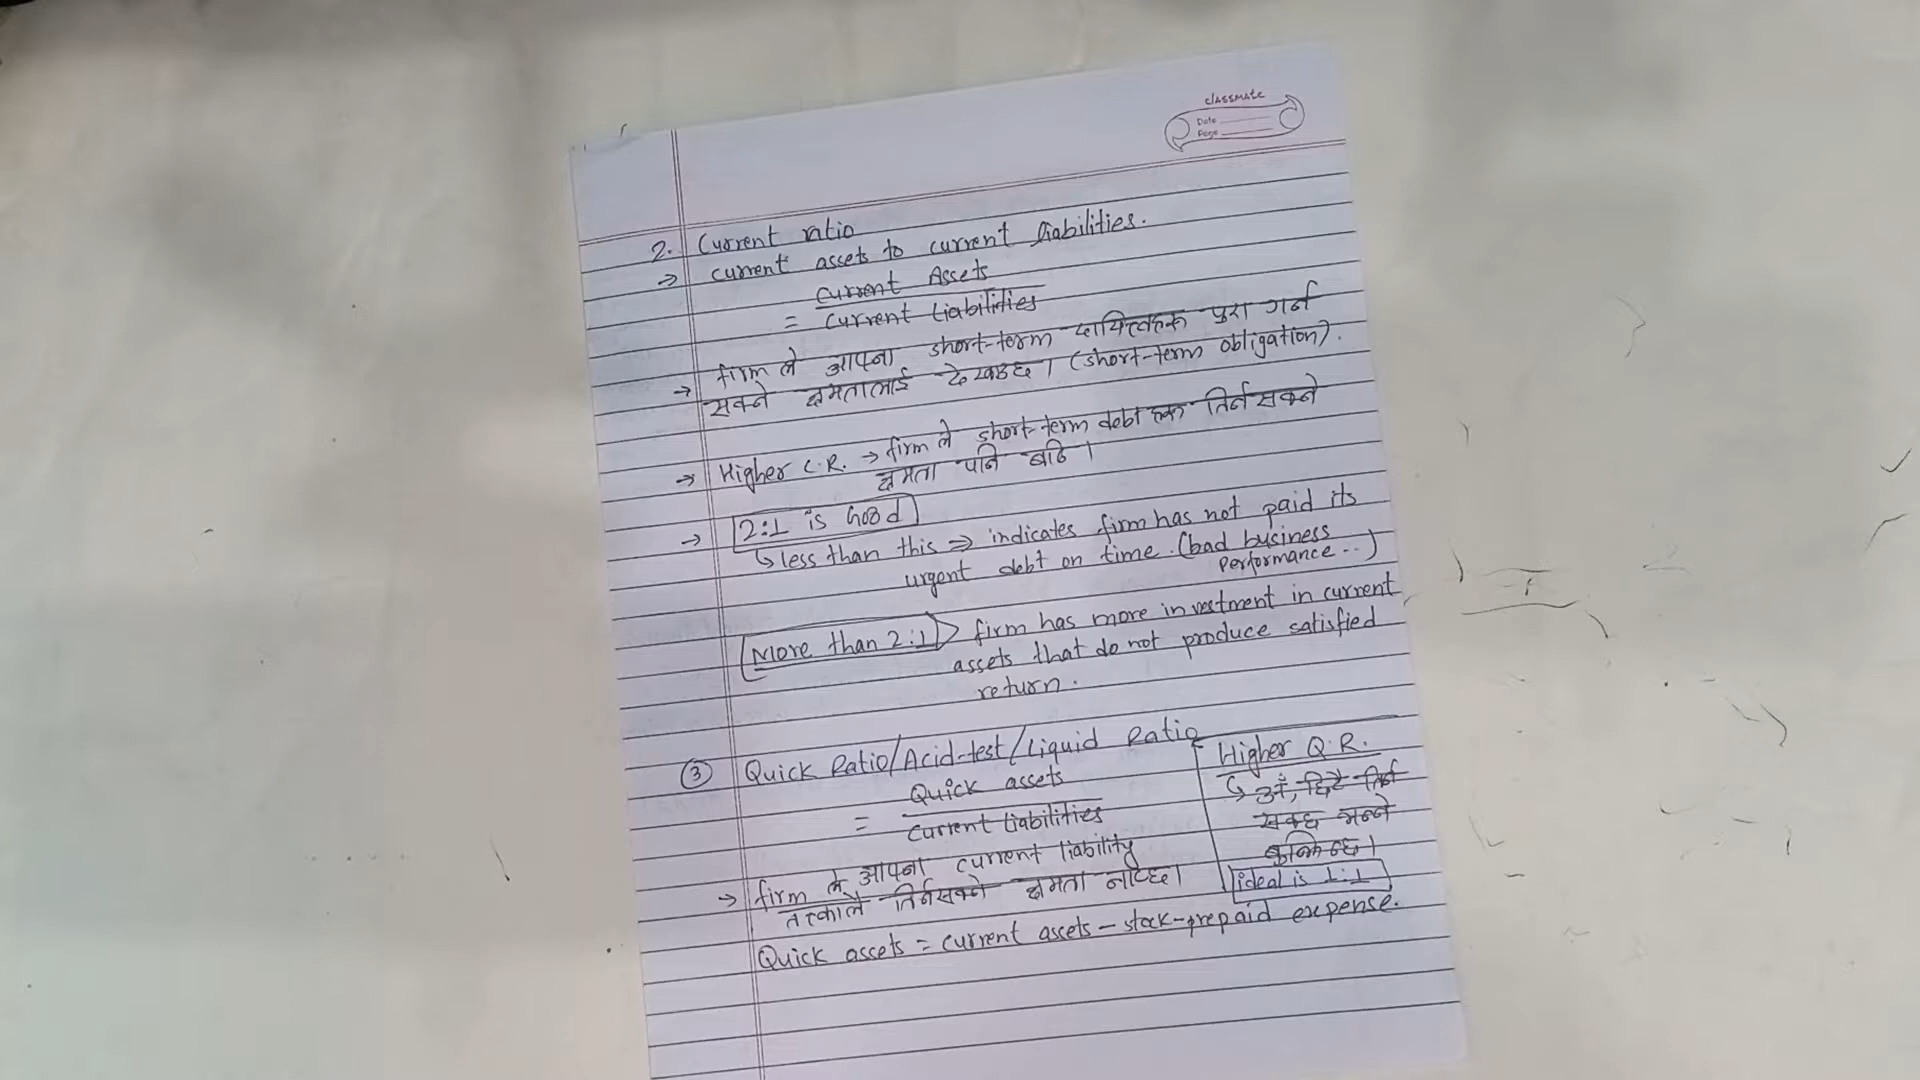 classmate
Date
Page
2. Current ratio
→ current assets to current liabilities.
Current Assets
= Current Liabilities
→ firm ले आफ्ना short-term दायित्वहरू पुरा गर्न
सक्ने क्षमतालाई देखाउछ। (short-term obligation).
→ Higher C.R. → firm ले short-term debt हरू तिर्नसक्ने
क्षमता पनि बढि।
→ 2:1 is Good
↳ less than this ⇒ indicates firm has not paid its
urgent debt on time. (bad business
performance..)
More than 2:1 > firm has more investment in current
assets that do not produce satisfied
return.
③ Quick Ratio/Acid-test/Liquid Ratio
Quick assets
= Current Liabilities
→ firm ले आफ्ना current liability
तत्कालै तिर्नसक्ने क्षमता नाप्छ।
Quick assets = current assets - stock - prepaid expense.
Higher Q.R.
↳ छिटै तिर्न
सक्छ भन्ने
बुझिन्छ।
ideal is 1:1